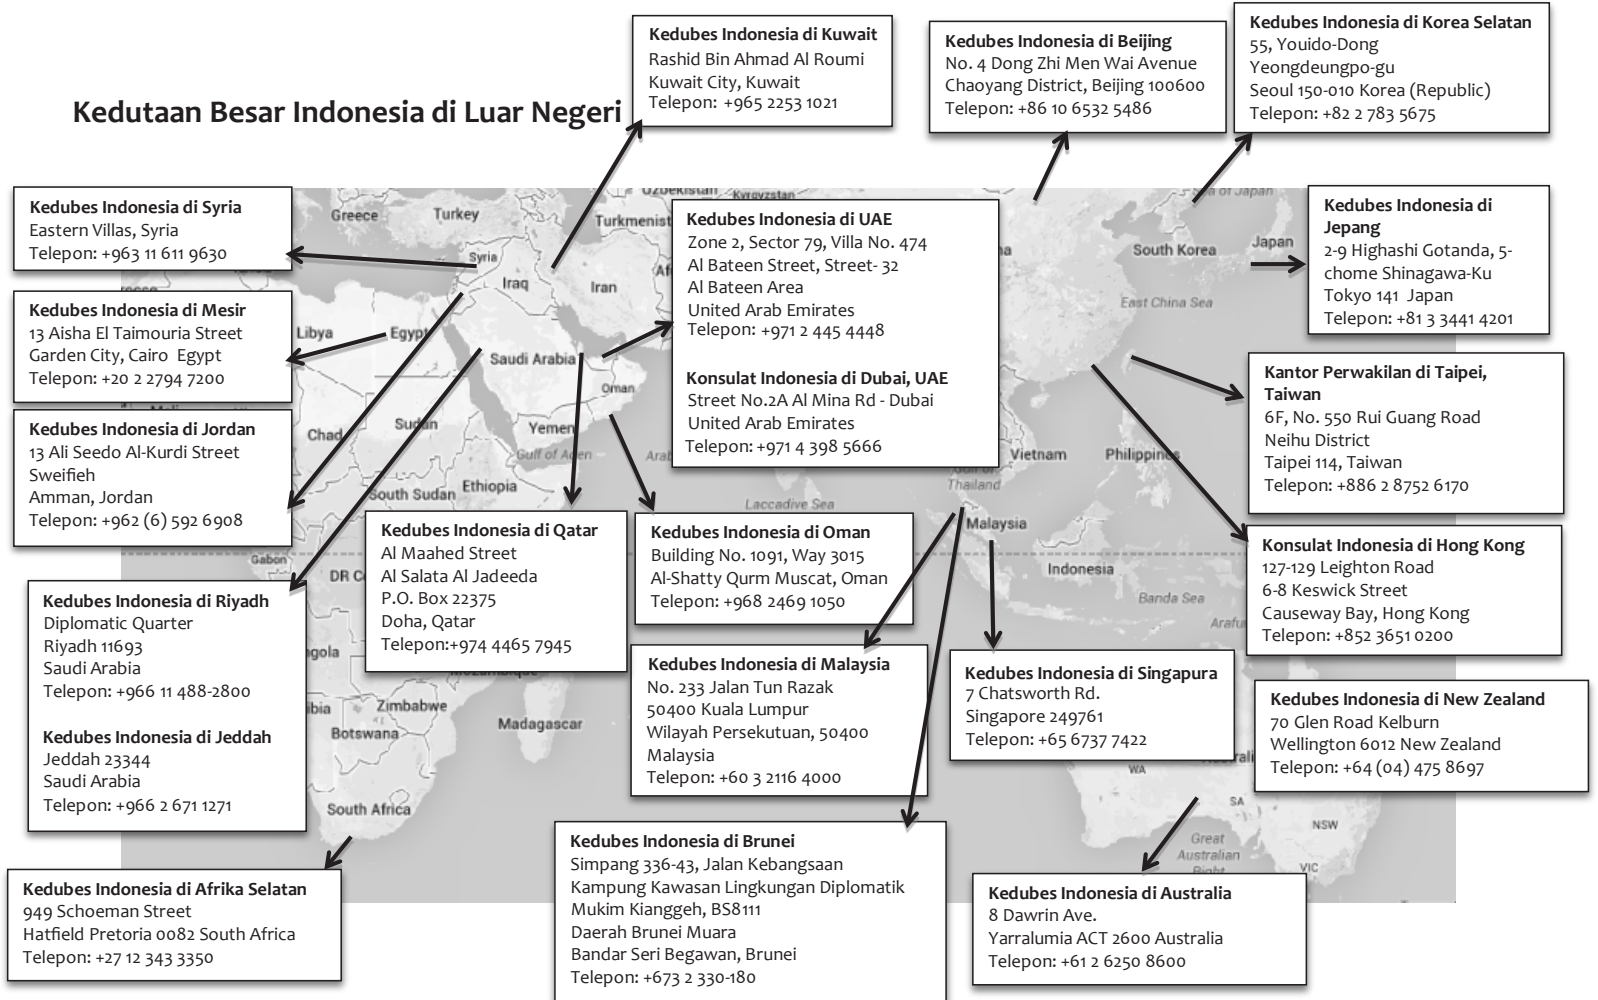 Kedutaan Besar Indonesia di Luar Negeri
Kedubes Indonesia di Kuwait
Rashid Bin Ahmad Al Roumi
Kuwait City, Kuwait
Telepon: +965 2253 1021
Kedubes Indonesia di Beijing
No. 4 Dong Zhi Men Wai Avenue
Chaoyang District, Beijing 100600
Telepon: +86 10 6532 5486
Kedubes Indonesia di Korea Selatan
55, Youido-Dong
Yeongdeungpo-gu
Seoul 150-010 Korea (Republic)
Telepon: +82 2 783 5675
Kedubes Indonesia di Syria
Eastern Villas, Syria
Telepon: +963 11 611 9630
Kedubes Indonesia di Mesir
13 Aisha El Taimouria Street
Garden City, Cairo Egypt
Telepon: +20 2 2794 7200
Kedubes Indonesia di Jordan
13 Ali Seedo Al-Kurdi Street
Sweifieh
Amman, Jordan
Telepon: +962 (6) 592 6908
Kedubes Indonesia di Riyadh
Diplomatic Quarter
Riyadh 11693
Saudi Arabia
Telepon: +966 11 488-2800
Kedubes Indonesia di Jeddah
Jeddah 23344
Saudi Arabia
Telepon: +966 2 671 1271
Kedubes Indonesia di Afrika Selatan
949 Schoeman Street
Hatfield Pretoria 0082 South Africa
Telepon: +27 12 343 3350
Kedubes Indonesia di Qatar
Al Maahed Street
Al Salata Al Jadeeda
P.O. Box 22375
Doha, Qatar
Telepon:+974 4465 7945
Kedubes Indonesia di UAE
Zone 2, Sector 79, Villa No. 474
Al Bateen Street, Street- 32
Al Bateen Area
United Arab Emirates
Telepon: +971 2 445 4448
Konsulat Indonesia di Dubai, UAE
Street No.2A Al Mina Rd - Dubai
United Arab Emirates
Telepon: +971 4 398 5666
Kedubes Indonesia di Oman
Building No. 1091, Way 3015
Al-Shatty Qurm Muscat, Oman
Telepon: +968 2469 1050
Kedubes Indonesia di Malaysia
No. 233 Jalan Tun Razak
50400 Kuala Lumpur
Wilayah Persekutuan, 50400
Malaysia
Telepon: +60 3 2116 4000
Kedubes Indonesia di Brunei
Simpang 336-43, Jalan Kebangsaan
Kampung Kawasan Lingkungan Diplomatik
Mukim Kianggeh, BS8111
Daerah Brunei Muara
Bandar Seri Begawan, Brunei
Telepon: +673 2 330-180
Kedubes Indonesia di Singapura
7 Chatsworth Rd.
Singapore 249761
Telepon: +65 6737 7422
Kedubes Indonesia di Jepang
2-9 Highashi Gotanda, 5-
chome Shinagawa-Ku
Tokyo 141 Japan
Telepon: +81 3 3441 4201
Kantor Perwakilan di Taipei,
Taiwan
6F, No. 550 Rui Guang Road
Neihu District
Taipei 114, Taiwan
Telepon: +886 2 8752 6170
Konsulat Indonesia di Hong Kong
127-129 Leighton Road
6-8 Keswick Street
Causeway Bay, Hong Kong
Telepon: +852 3651 0200
Kedubes Indonesia di New Zealand
70 Glen Road Kelburn
Wellington 6012 New Zealand
Telepon: +64 (04) 475 8697
Kedubes Indonesia di Australia
8 Dawrin Ave.
Yarralumia ACT 2600 Australia
Telepon: +61 2 6250 8600
Greece
Turkey
Uzbekistan
Kyrgyzstan
Turkmenist
Syria
Iraq
Iran
Libya
Egypt
Saudi Arabia
Oman
Chad
Sudan
Yemen
Gulf of Aden
South Sudan
Ethiopia
Gabon
DR C
Zimbabwe
Botswana
Madagascar
South Africa
Laccadive Sea
Sea of Japan
South Korea
Japan
East China Sea
Vietnam
Philippines
Gulf of
Thailand
Malaysia
Indonesia
Banda Sea
WA
SA
NSW
VIC
Great
Australian
Bight